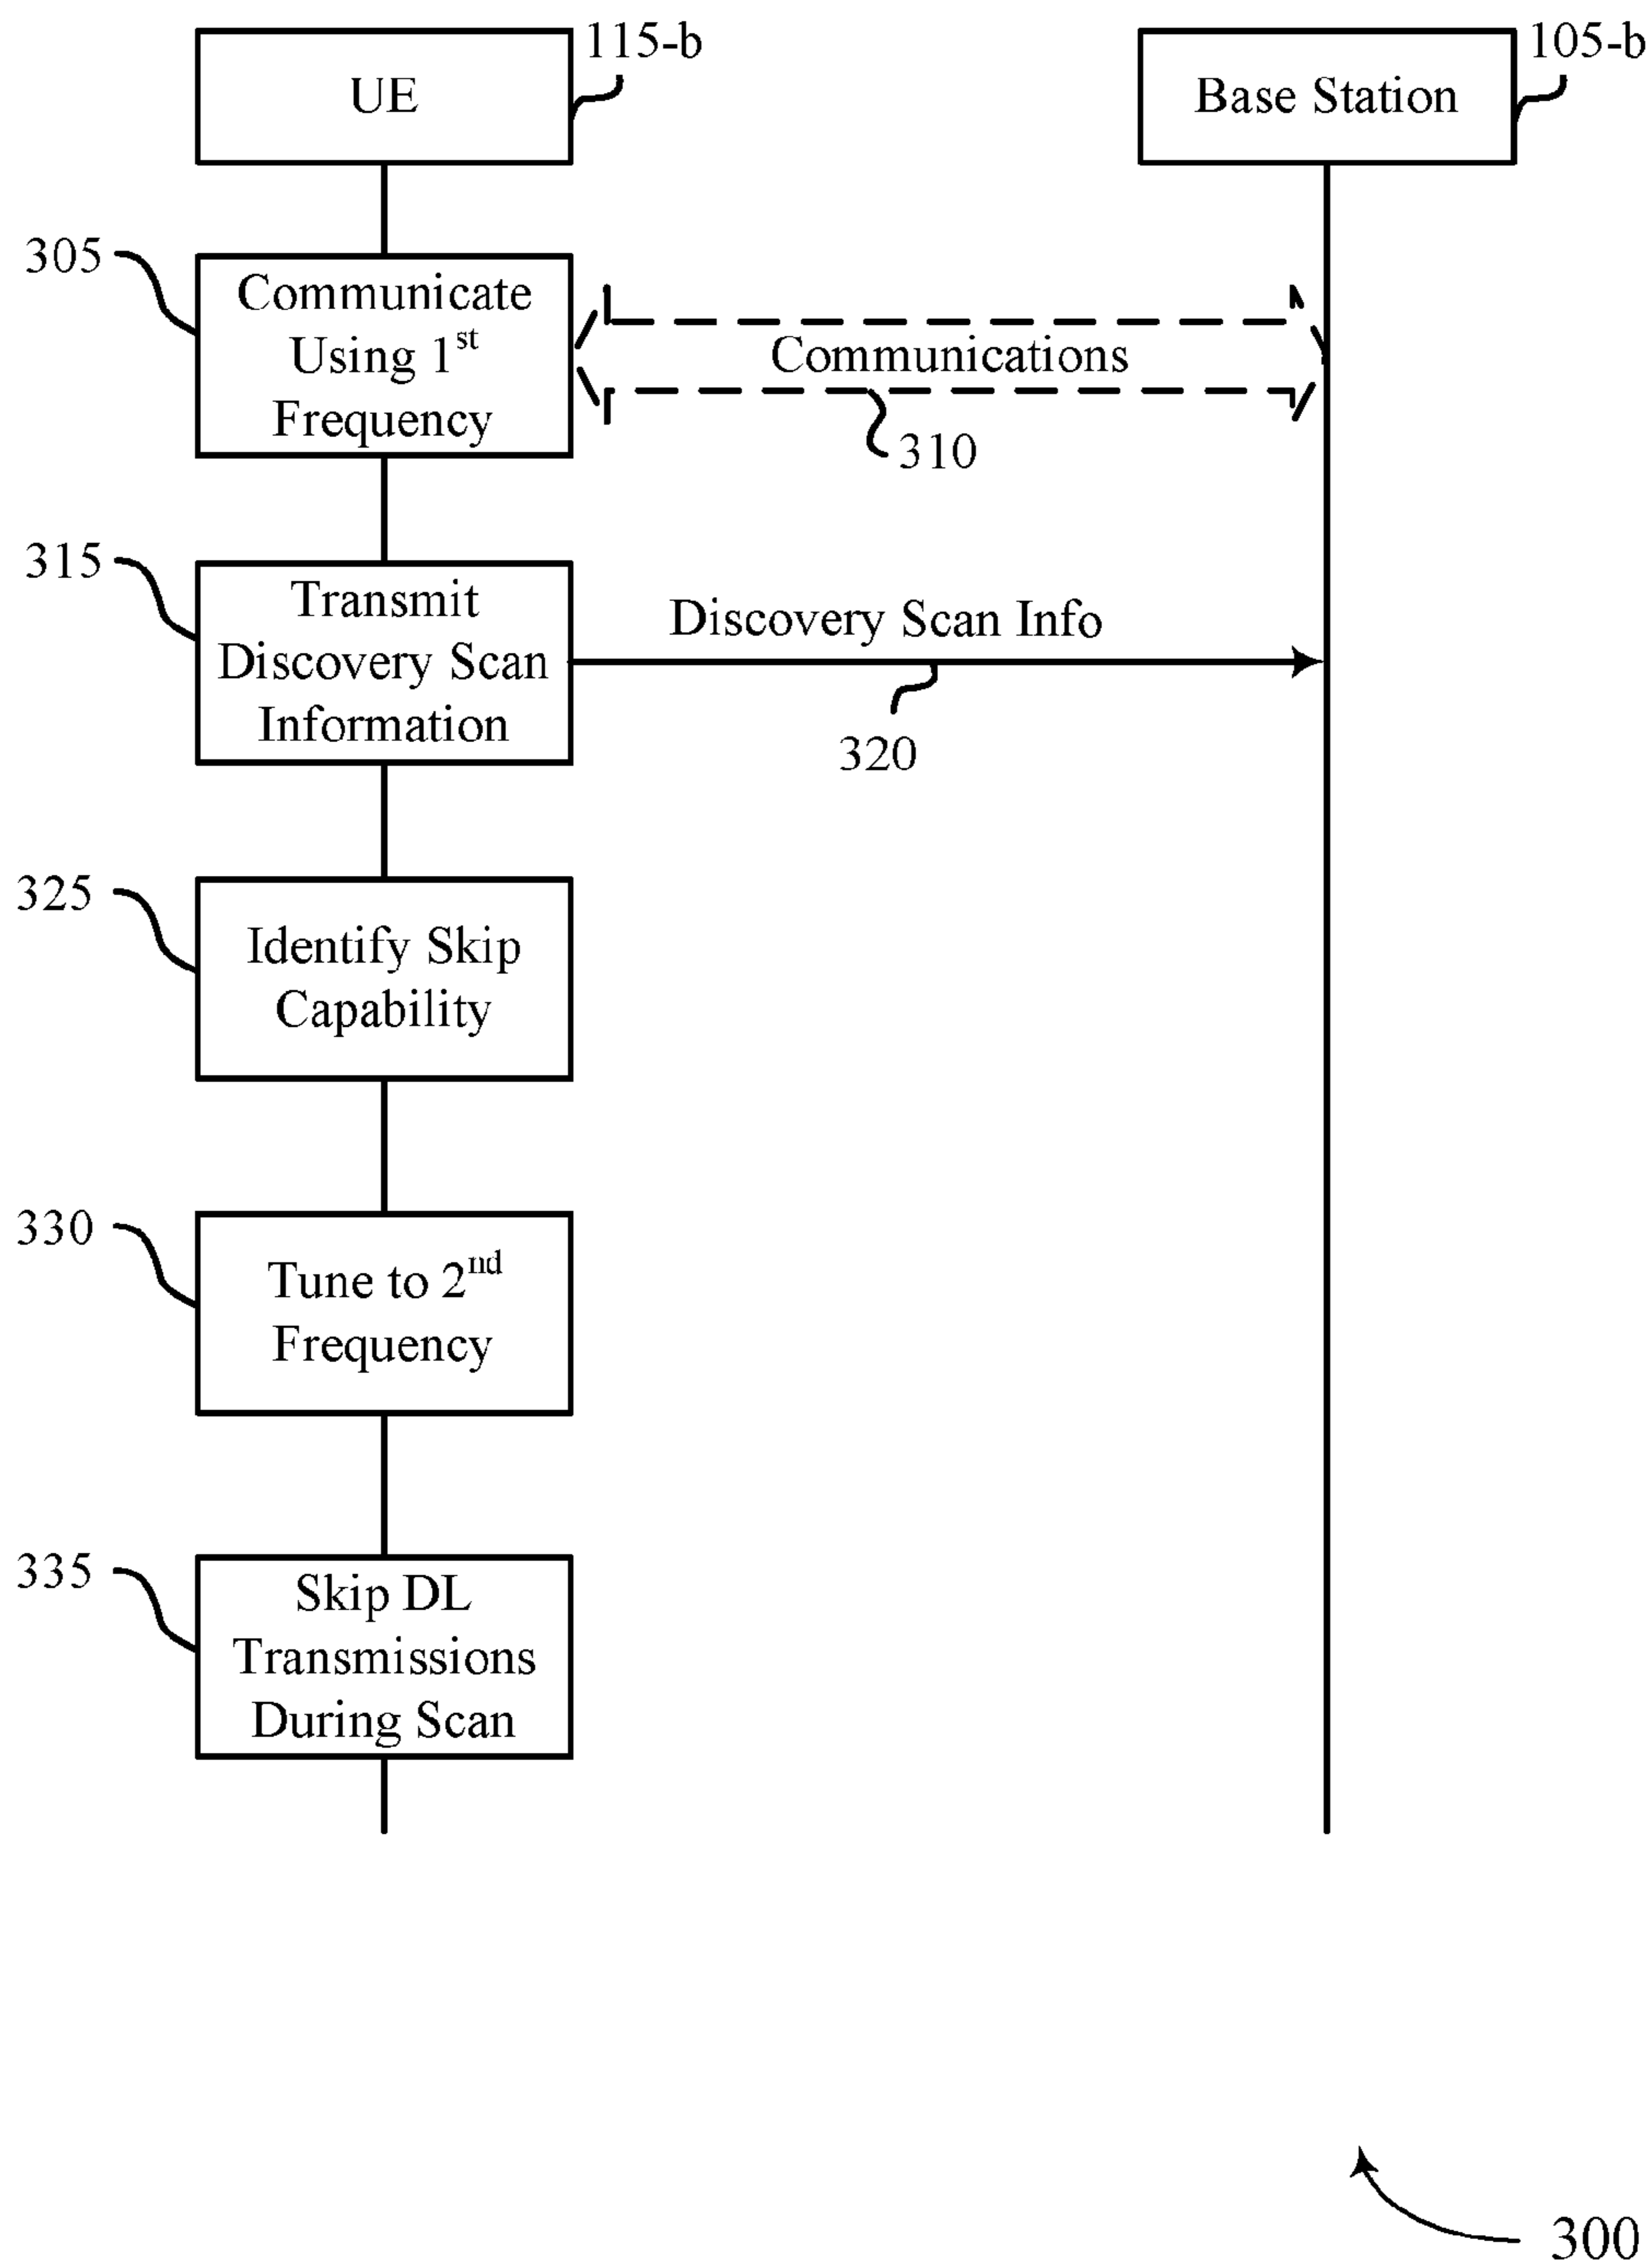 115-b
105-b
UE
Base Station
305
Communicate
Using 1st
Frequency
Communications
310
315
Transmit
Discovery Scan
Information
Discovery Scan Info
320
325
Identify Skip
Capability
330
Tune to 2nd
Frequency
335
Skip DL
Transmissions
During Scan
300